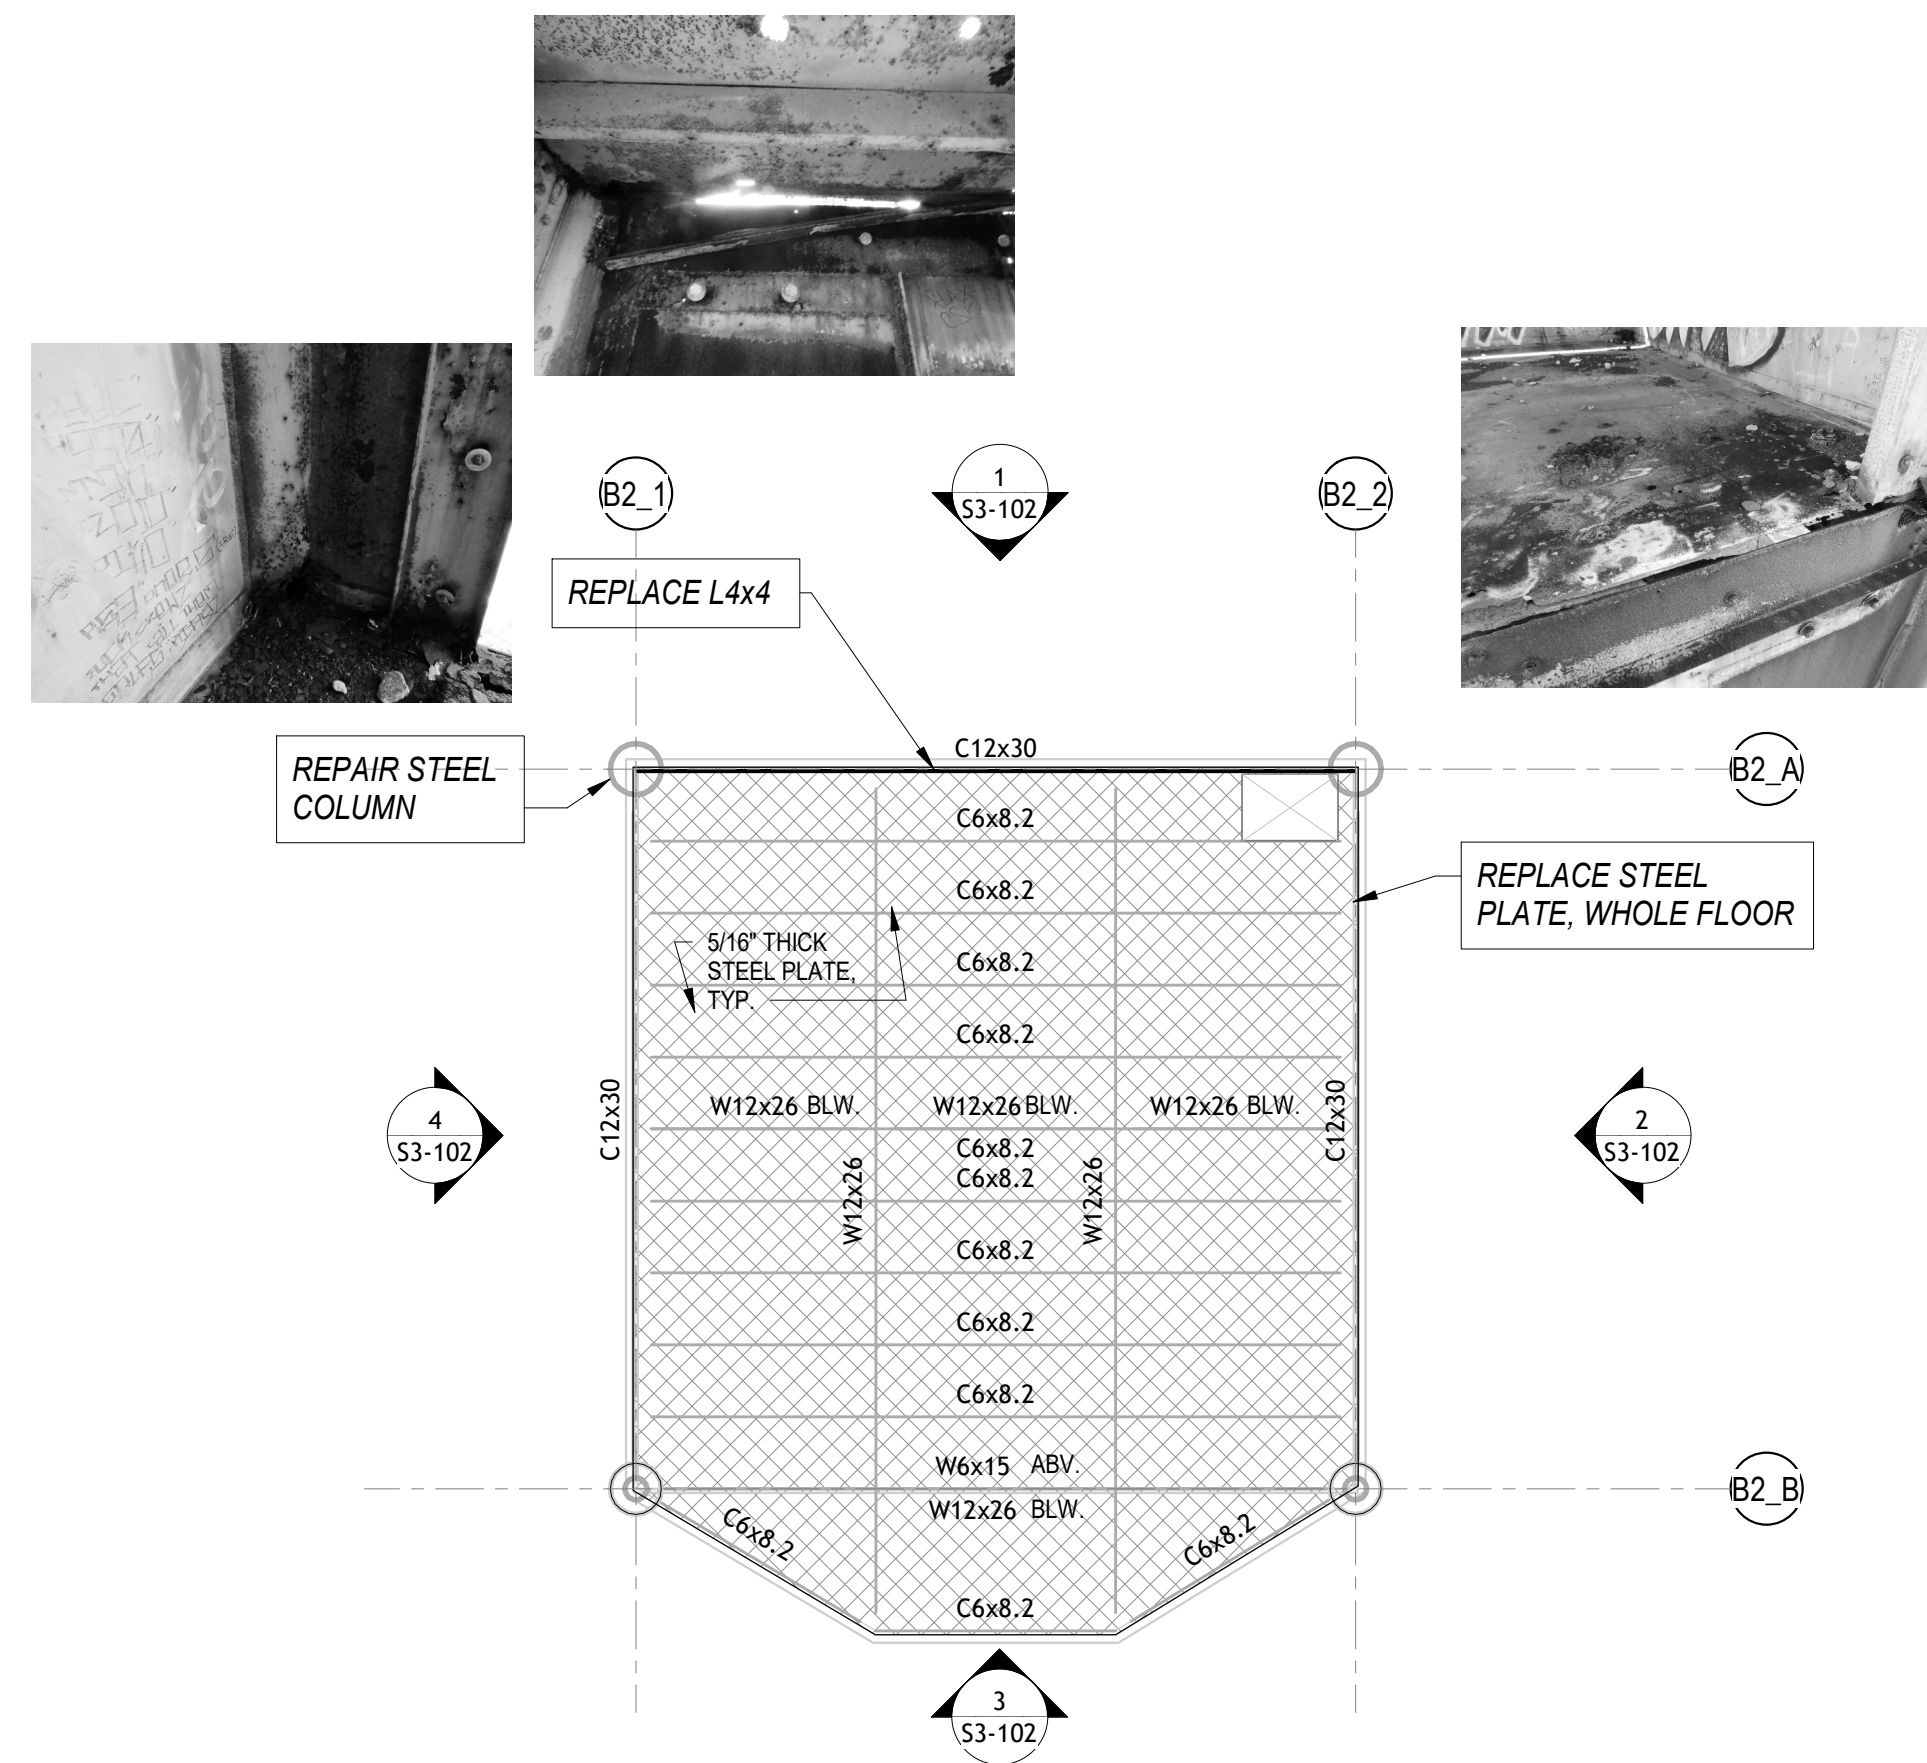 B2_1
1
S3-102
B2_2
REPLACE L4x4
C12x30
B2_A
REPAIR STEEL
COLUMN
C6x8.2
REPLACE STEEL
PLATE, WHOLE FLOOR
C6x8.2
5/16" THICK
STEEL PLATE,
TYP.
C6x8.2
C6x8.2
C12x30
W12x26 BLW.
W12x26 BLW.
W12x26 BLW.
C12x30
4
S3-102
2
S3-102
C6x8.2
C6x8.2
W12x26
W12x26
C6x8.2
C6x8.2
C6x8.2
W6x15 ABV.
W12x26 BLW.
B2_B
C6x8.2
C6x8.2
C6x8.2
3
S3-102